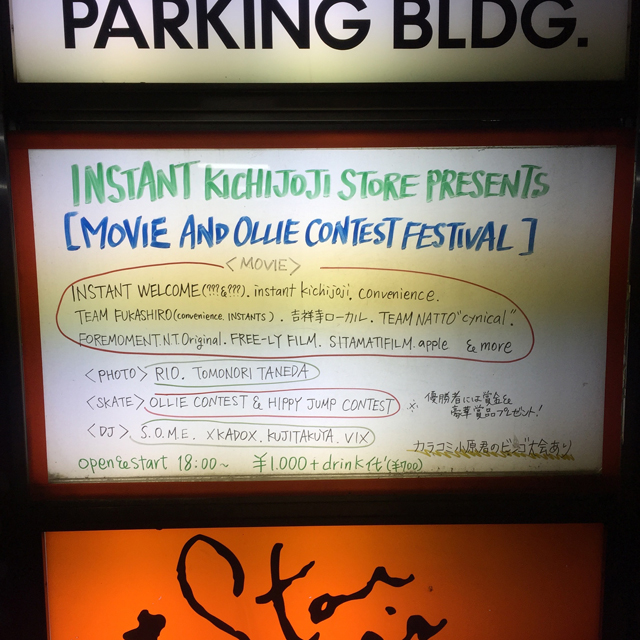 PARKING BLDG.
INSTANT KICHIJOJI STORE PRESENTS
[MOVIE AND OLLIE CONTEST FESTIVAL]
<MOVIE>
INSTANT WELCOME(???&???). instant kichijoji. convenience.
TEAM FUKASHIRO(convenience. INSTANTS). 吉祥寺ローカル. TEAM NATTO"cynical".
FOREMOMENT.N.T.Original. FREE-LY FILM. SITAMATIFILM. apple & more
<PHOTO> RIO. TOMONORI TANEDA
<SKATE> OLLIE CONTEST & HIPPY JUMP CONTEST ※ 優勝者には賞金&
豪華賞品プレゼント!
<DJ> S.O.M.E. XKADOX. KUJITAKUYA. VIX
カラコミ小原君のビンゴ大会あり
open&start 18:00~ ¥1.000+drink代(¥700)
Star